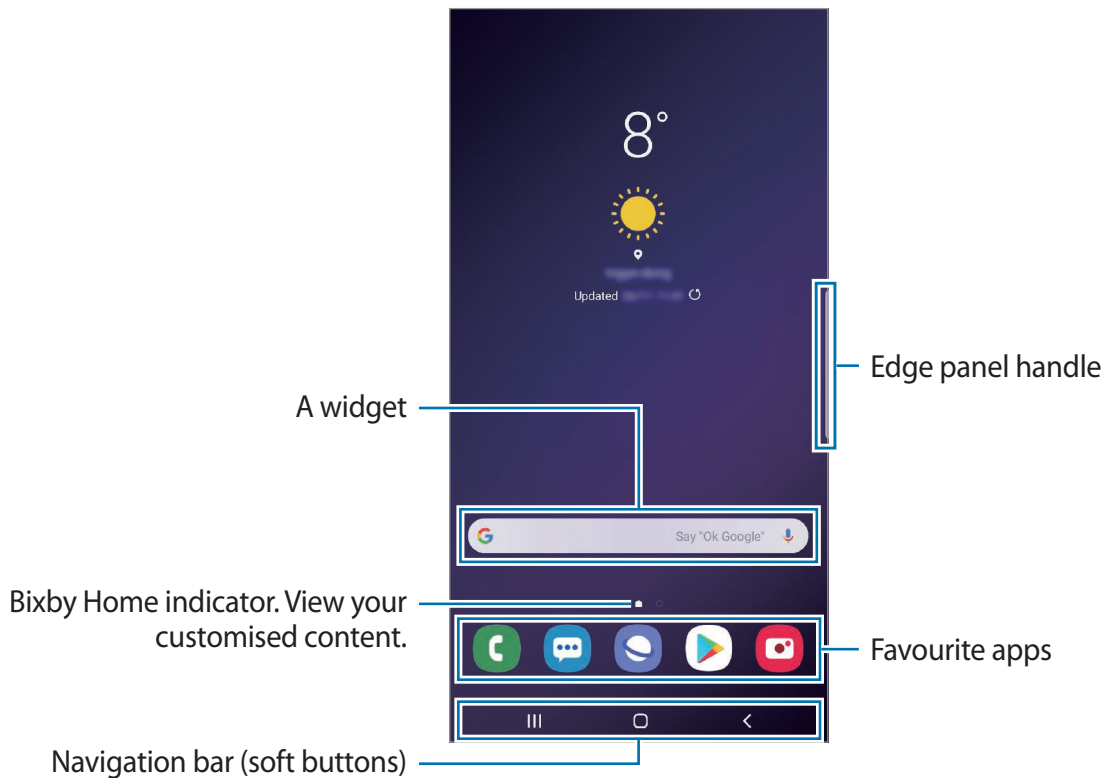 8°
Updated
Edge panel handle
A widget
Say "Ok Google"
Bixby Home indicator. View your
customised content.
Favourite apps
Navigation bar (soft buttons)